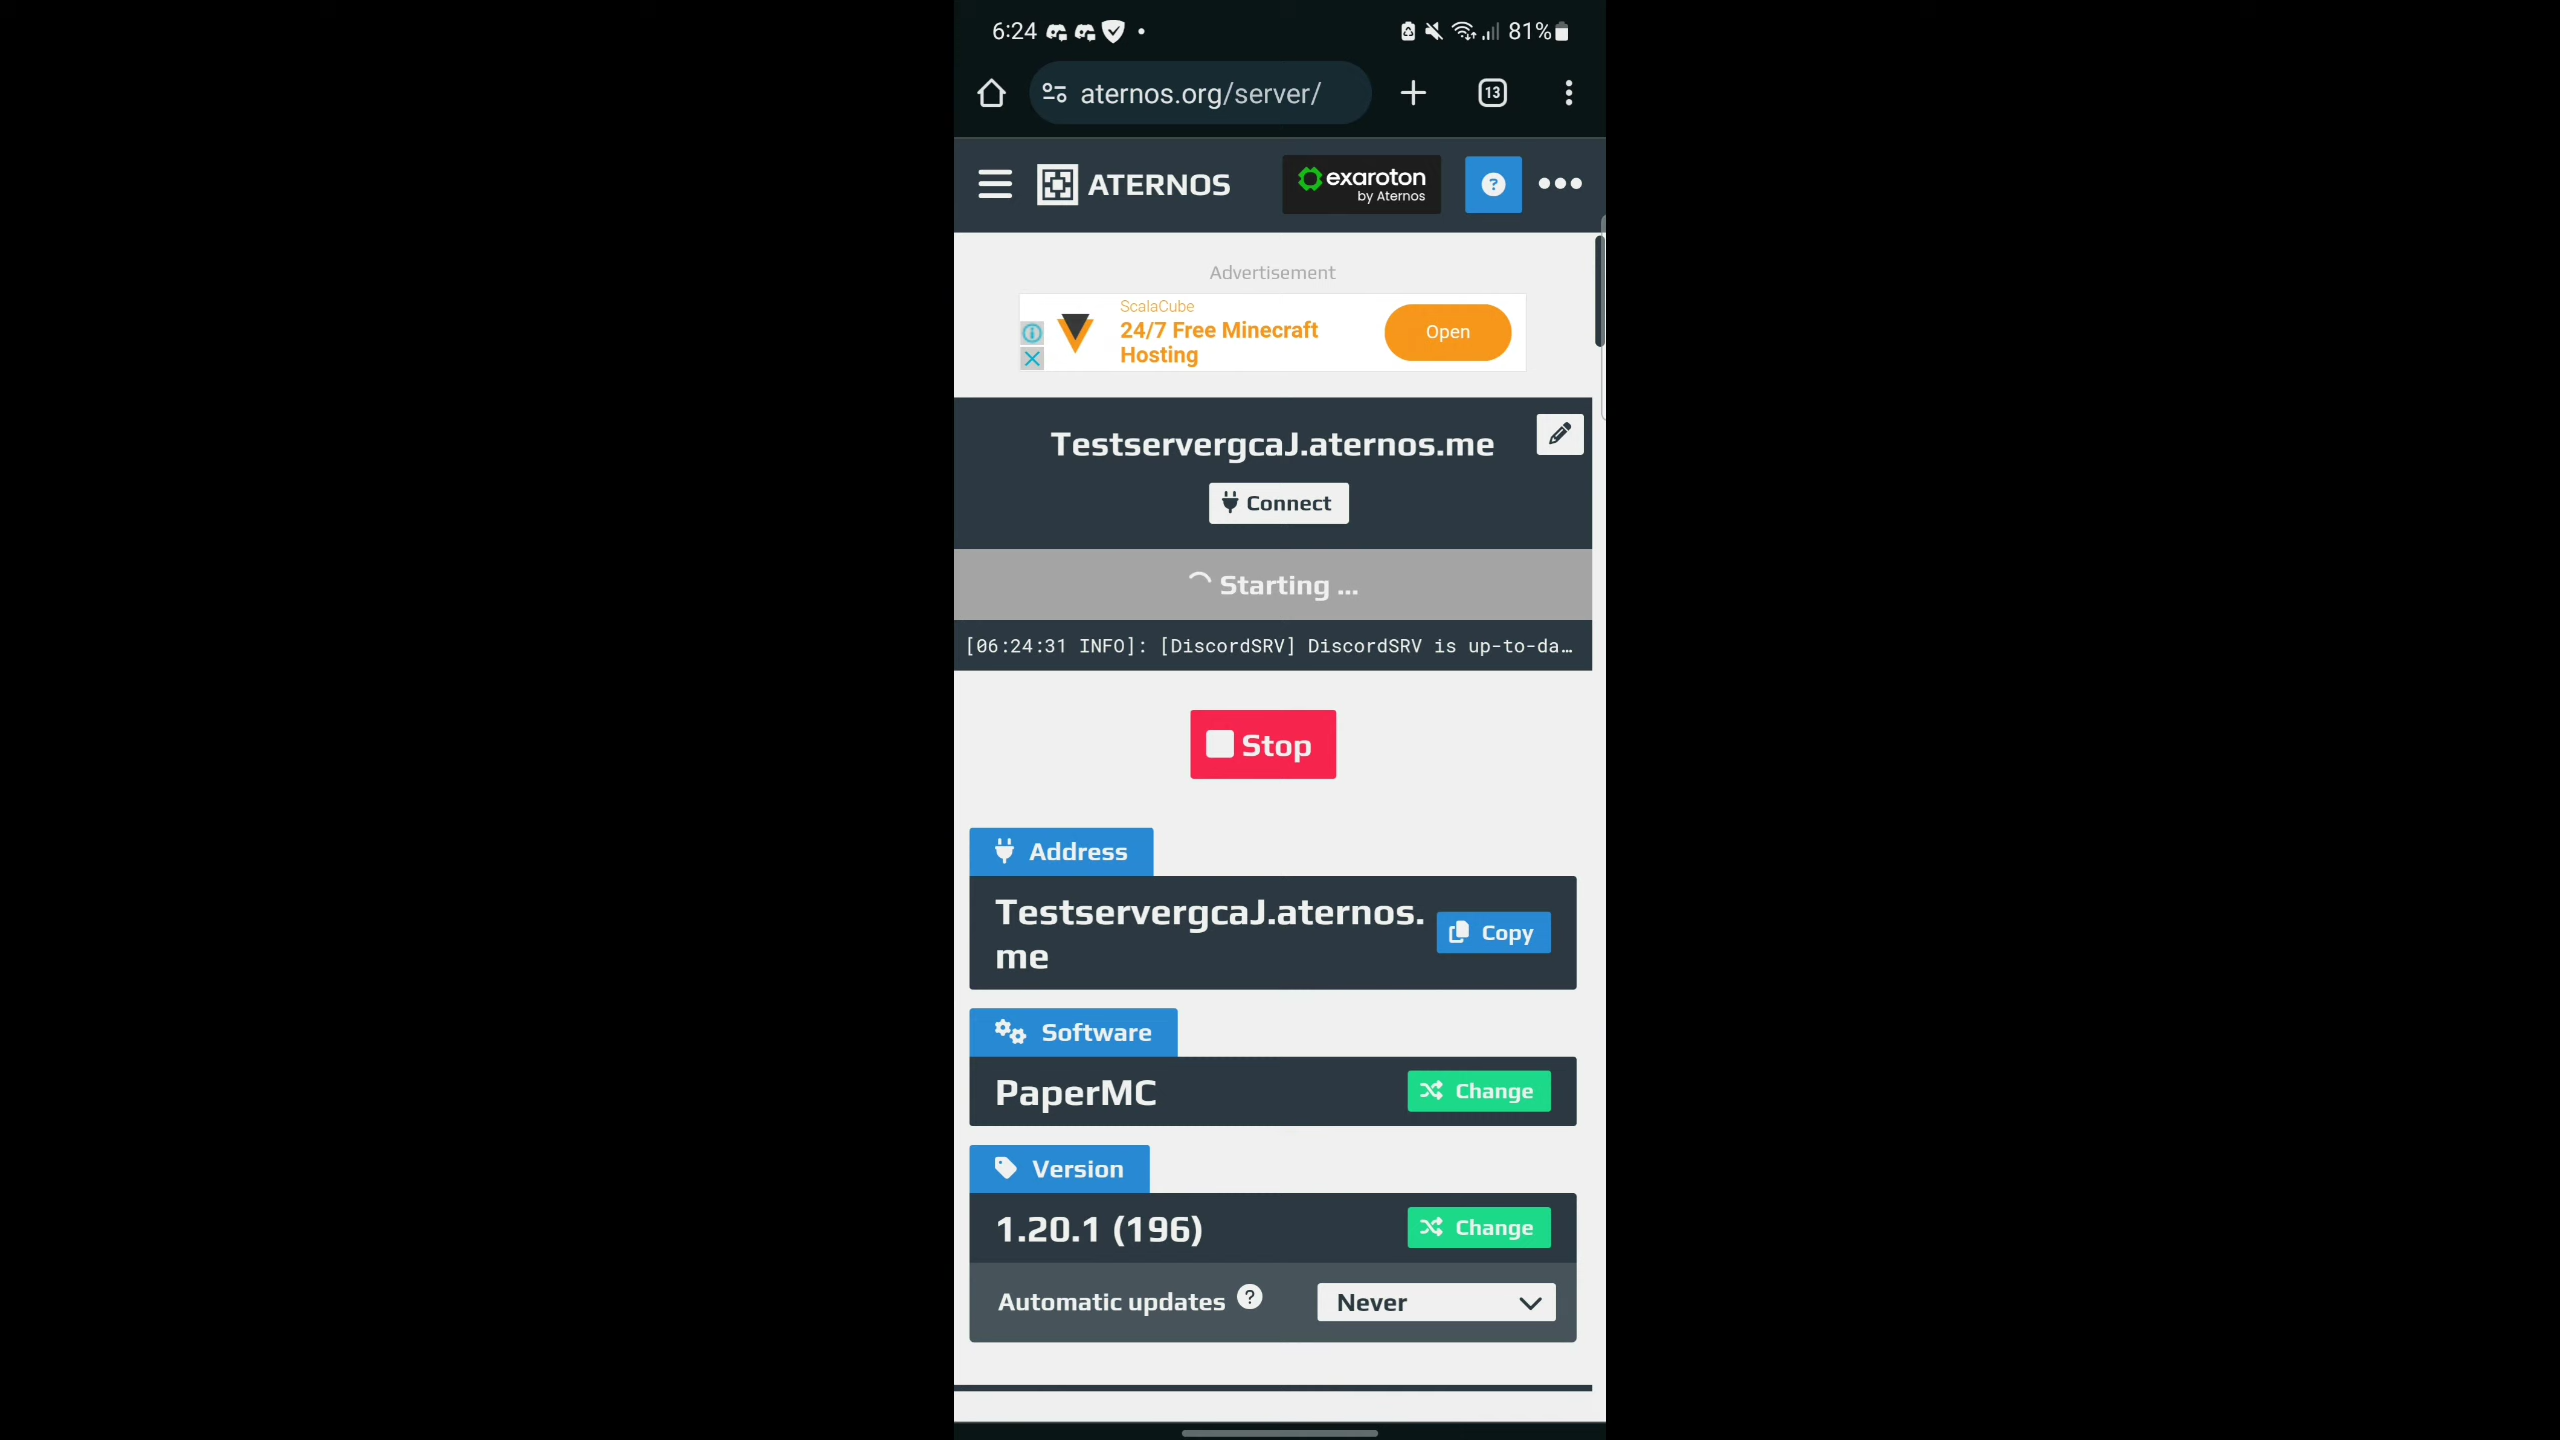 6:24
81%
aternos.org/server/
13
ATERNOS
exaroton
by Aternos
?
Advertisement
ScalaCube
24/7 Free Minecraft
Hosting
Open
TestservergcaJ.aternos.me
Connect
Starting ...
[06:24:31 INFO]: [DiscordSRV] DiscordSRV is up-to-da…
Stop
Address
TestservergcaJ.aternos.
me
Copy
Software
PaperMC
Change
Version
1.20.1 (196)
Change
Automatic updates ?
Never